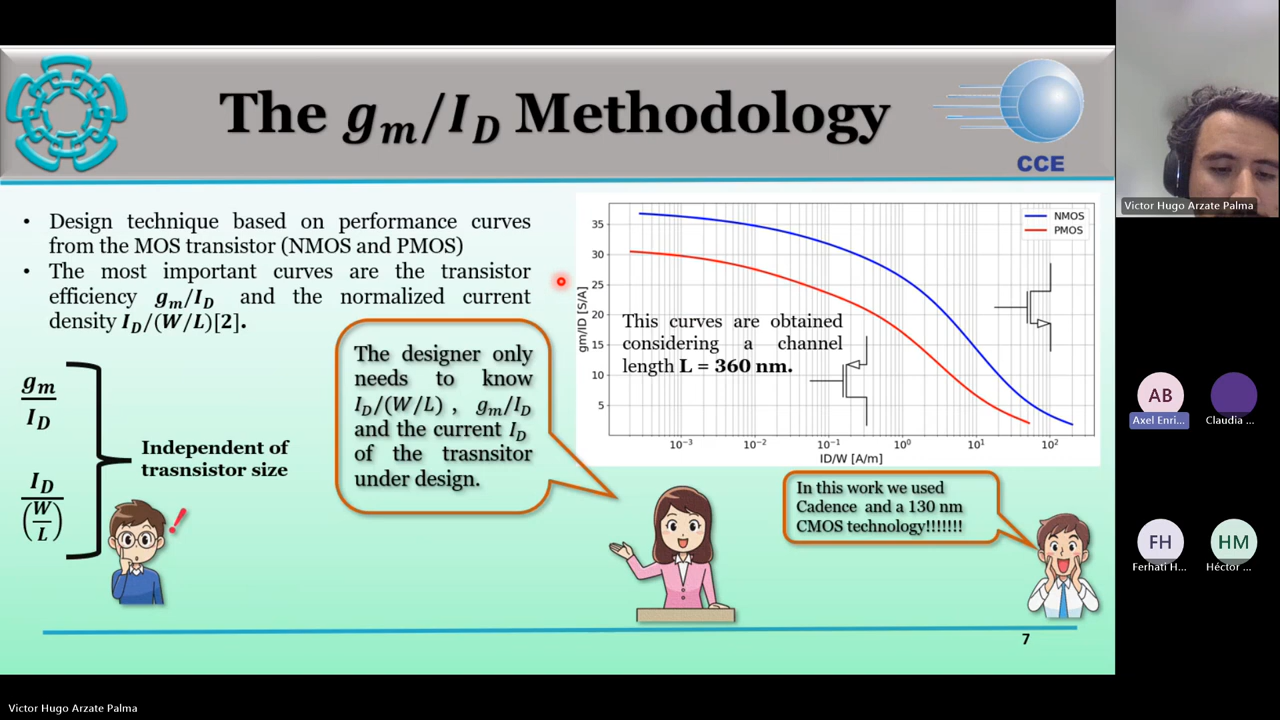 The gm/ID Methodology
CCE
• Design technique based on performance curves
from the MOS transistor (NMOS and PMOS)
• The most important curves are the transistor
efficiency gm/ID and the normalized current
density ID/(W/L)[2].
gm
ID
ID
(W
L)
Independent of
trasnsistor size
The designer only
needs to know
ID/(W/L) , gm/ID
and the current ID
of the trasnsitor
under design.
gm/ID [S/A]
35
30
25
20
15
10
5
NMOS
PMOS
This curves are obtained
considering a channel
length L = 360 nm.
10⁻³ 10⁻² 10⁻¹ 10⁰ 10¹ 10²
ID/W [A/m]
In this work we used
Cadence and a 130 nm
CMOS technology!!!!!!!
7
Victor Hugo Arzate Palma
AB
Axel Enri...
Claudia ...
FH
Ferhati H...
HM
Héctor ...
Victor Hugo Arzate Palma